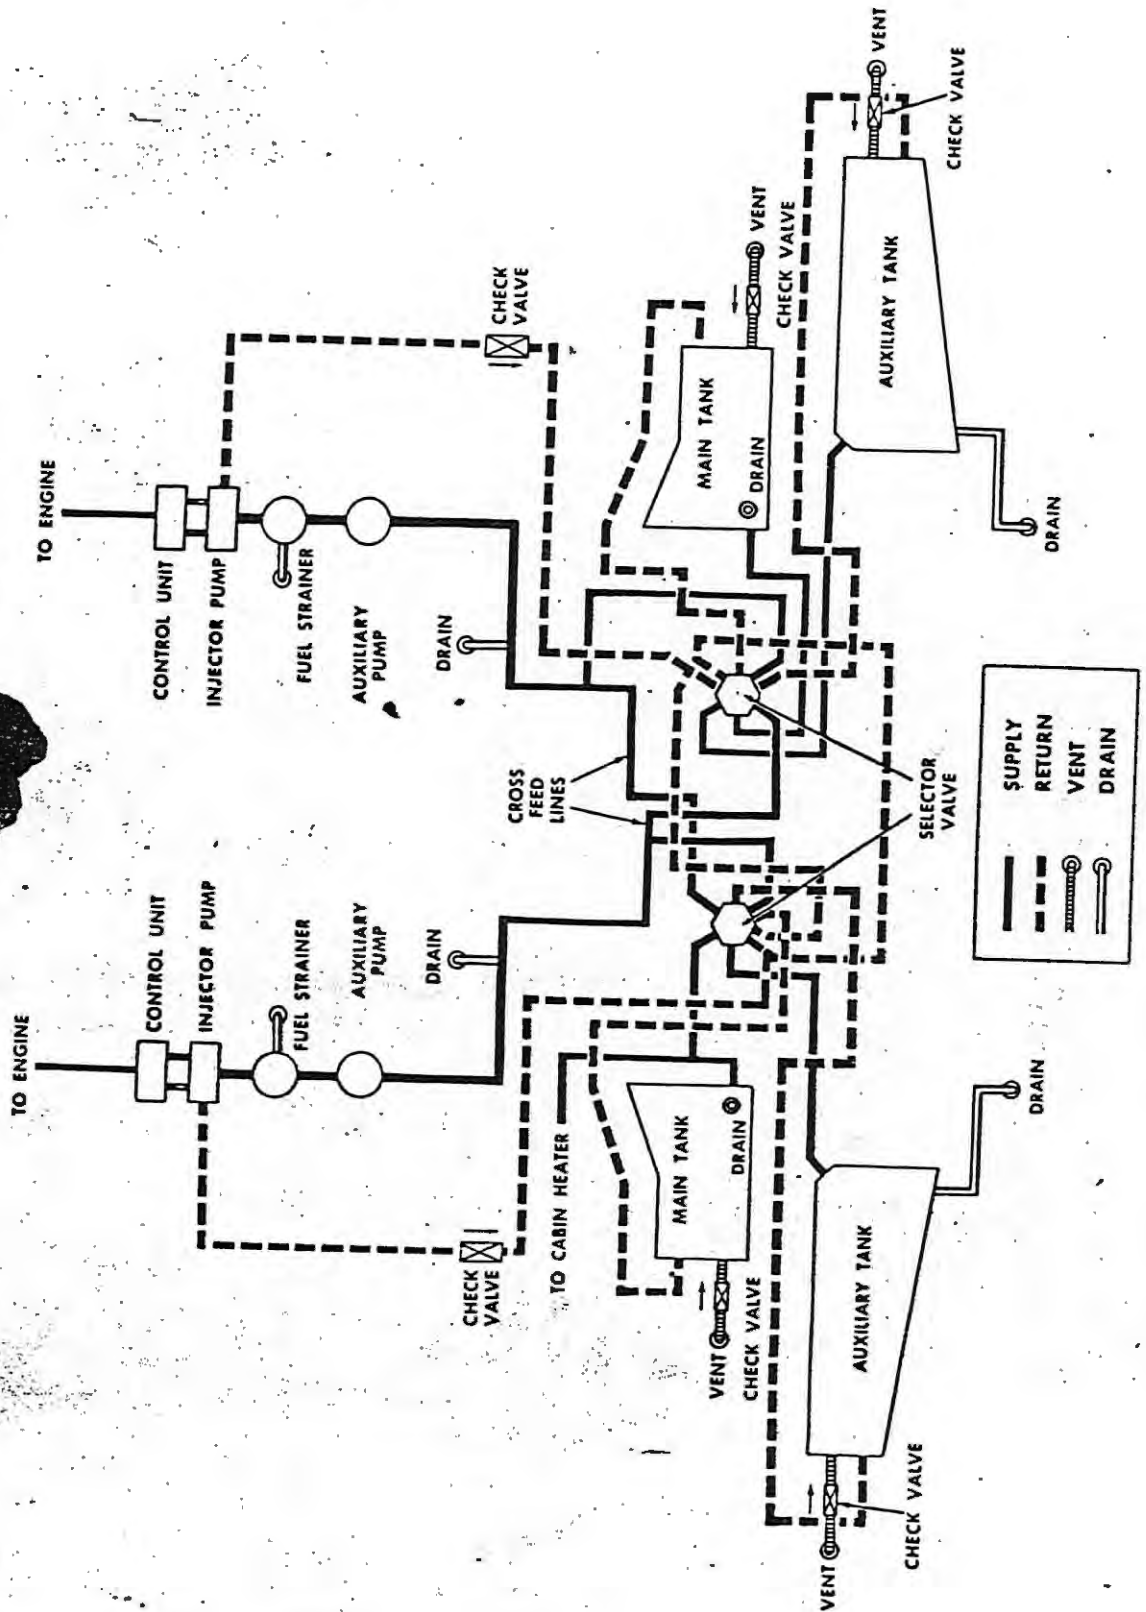 TO ENGINE
CONTROL UNIT
INJECTOR PUMP
FUEL STRAINER
AUXILIARY
PUMP
DRAIN
CHECK
VALVE
TO CABIN HEATER
MAIN TANK
DRAIN
VENT
CHECK VALVE
AUXILIARY TANK
VENT
CHECK VALVE
DRAIN
CROSS
FEED
LINES
SELECTOR
VALVE
TO ENGINE
CONTROL UNIT
INJECTOR PUMP
FUEL STRAINER
AUXILIARY
PUMP
DRAIN
CHECK
VALVE
MAIN TANK
DRAIN
VENT
CHECK VALVE
AUXILIARY TANK
VENT
CHECK VALVE
DRAIN
SUPPLY
RETURN
VENT
DRAIN